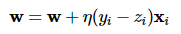 w = w + η(yᵢ − zᵢ)xᵢ